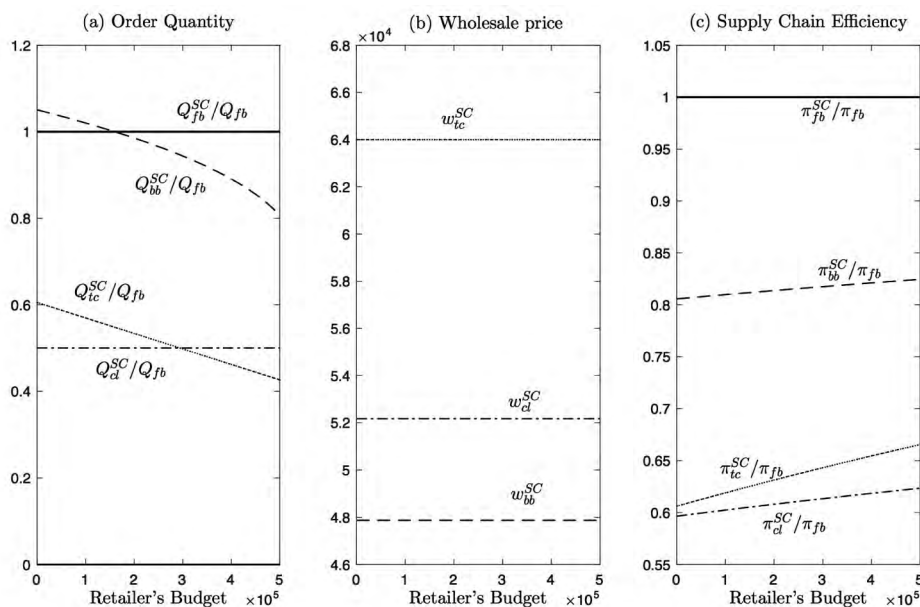 (a) Order Quantity
1.2
1
0.8
0.6
0.4
0.2
0
Q_{fb}^{SC}/Q_{fb}
Q_{bb}^{SC}/Q_{fb}
Q_{tc}^{SC}/Q_{fb}
Q_{cl}^{SC}/Q_{fb}
0 1 2 3 4 5
Retailer's Budget ×10^5
(b) Wholesale price
×10^4
6.8
6.6
6.4
6.2
6
5.8
5.6
5.4
5.2
5
4.8
4.6
w_{tc}^{SC}
w_{cl}^{SC}
w_{bb}^{SC}
0 1 2 3 4 5
Retailer's Budget ×10^5
(c) Supply Chain Efficiency
1.05
1
0.95
0.9
0.85
0.8
0.75
0.7
0.65
0.6
0.55
π_{fb}^{SC}/π_{fb}
π_{bb}^{SC}/π_{fb}
π_{tc}^{SC}/π_{fb}
π_{cl}^{SC}/π_{fb}
0 1 2 3 4 5
Retailer's Budget ×10^5